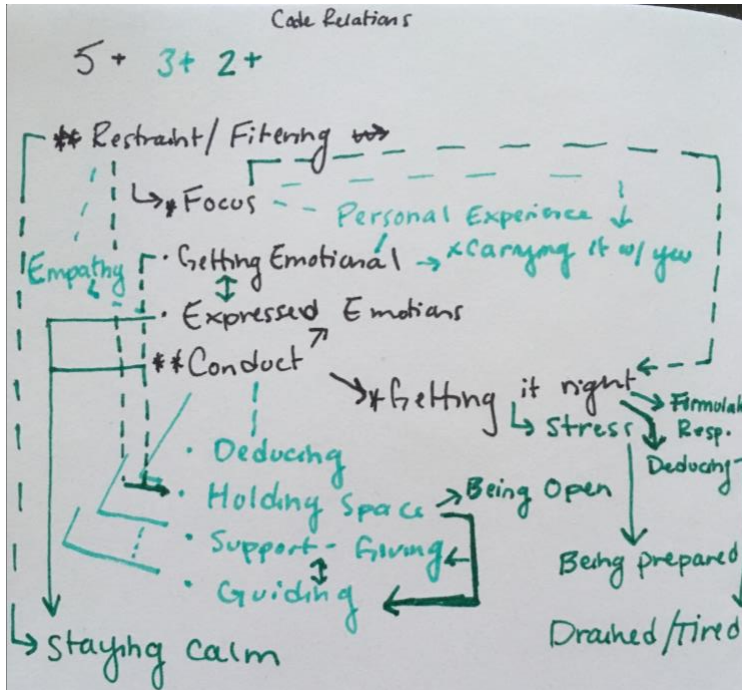 Code Relations
5+ 3+ 2+
** Restraint/Fitering
* Focus
Personal Experience
Empathy
· Getting Emotional
* Carrying it w/ you
· Expressed Emotions
** Conduct
* Getting it right
Stress
Firmulah
Resp.
· Deducing
Deducing
· Holding Space
Being Open
· Support-Giving
Being prepared
· Guiding
Drained/Tired
Staying calm